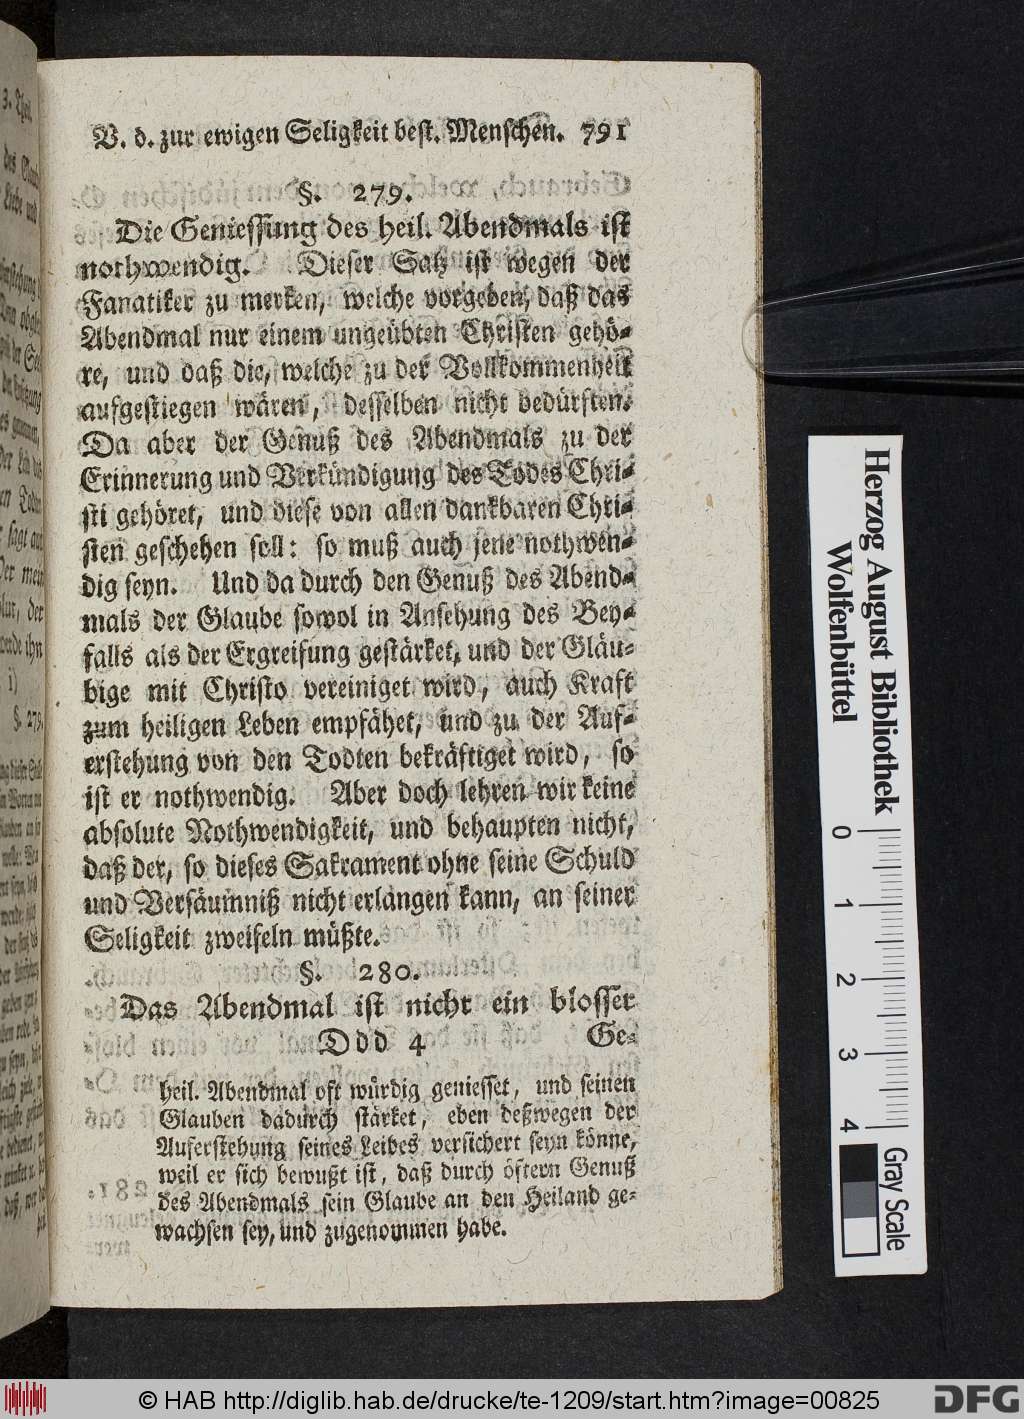 V. d. zur ewigen Seligkeit best. Menschen. 791
§. 279.
Die Geniessung des heil. Abendmals ist
nothwendig. Dieser Satz ist wegen der
Fanatiker zu merken, welche vorgeben, daß das
Abendmal nur einem ungeübten Christen gehö-
re, und daß die, welche zu der Vollkommenheit
aufgestiegen wären, desselben nicht bedürften.
Da aber der Genuß des Abendmals zu der
Erinnerung und Verkündigung des Todes Chri-
sti gehöret, und diese von allen dankbaren Chri-
sten geschehen soll: so muß auch jene nothwen-
dig seyn. Und da durch den Genuß des Abend-
mals der Glaube sowol in Ansehung des Bey-
falls als der Ergreifung gestärket, und der Gläu-
bige mit Christo vereiniget wird, auch Kraft
zum heiligen Leben empfähet, und zu der Auf-
erstehung von den Todten bekräftiget wird, so
ist er nothwendig. Aber doch lehren wir keine
absolute Nothwendigkeit, und behaupten nicht,
daß der, so dieses Sakrament ohne seine Schuld
und Versäumniß nicht erlangen kann, an seiner
Seligkeit zweifeln müßte.
§. 280.
Das Abendmal ist nicht ein blosser
Ddd 4 Ge-
heil. Abendmal oft würdig geniesset, und seinen
Glauben dadurch stärket, eben deßwegen der
Auferstehung seines Leibes versichert seyn könne,
weil er sich bewußt ist, daß durch öftern Genuß
des Abendmals sein Glaube an den Heiland ge-
wachsen sey, und zugenommen habe.
Herzog August Bibliothek
Wolfenbüttel
0 1 2 3 4
Gray Scale
© HAB http://diglib.hab.de/drucke/te-1209/start.htm?image=00825
DFG